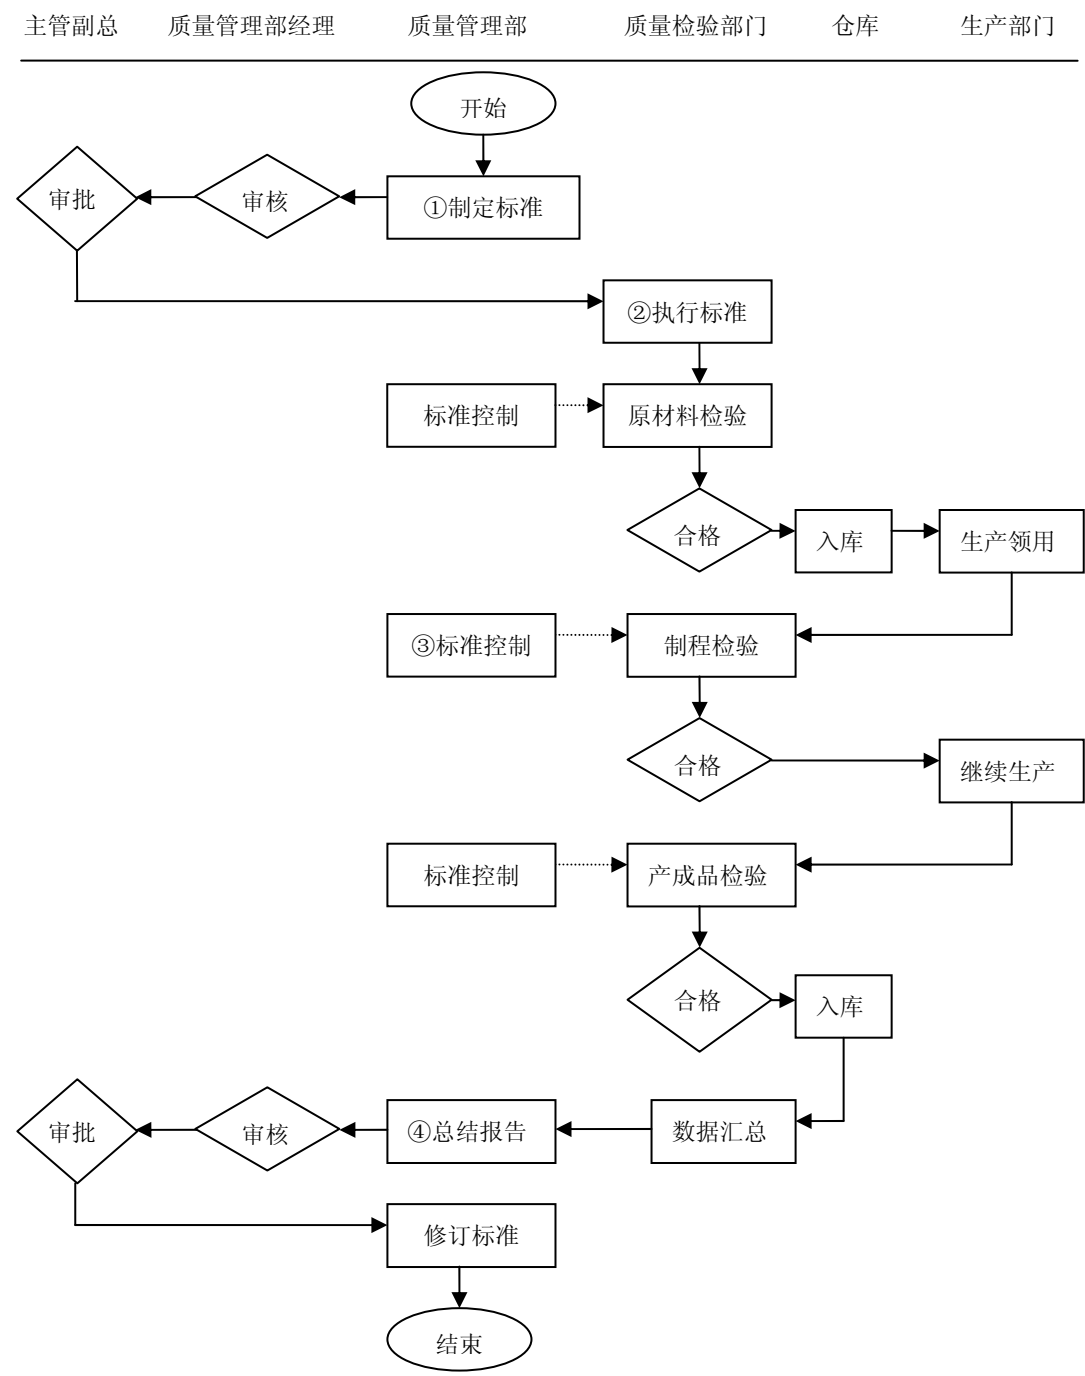 主管副总 质量管理部经理 质量管理部 质量检验部门 仓库 生产部门
开始
审批 审核 ①制定标准
②执行标准
标准控制 原材料检验
合格 入库 生产领用
③标准控制 制程检验
合格 继续生产
标准控制 产成品检验
合格 入库
审批 审核 ④总结报告 数据汇总
修订标准
结束